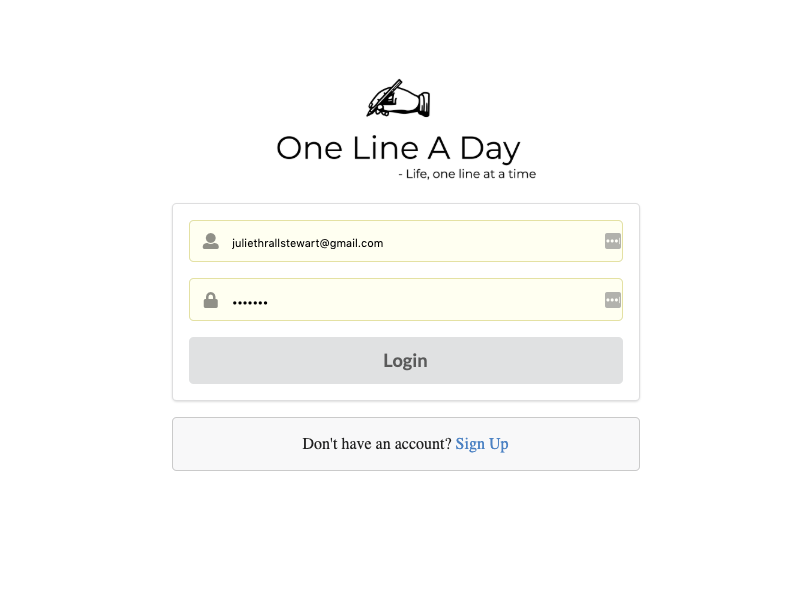 One Line A Day
- Life, one line at a time
juliethrallstewart@gmail.com
•••••••
Login
Don't have an account? Sign Up